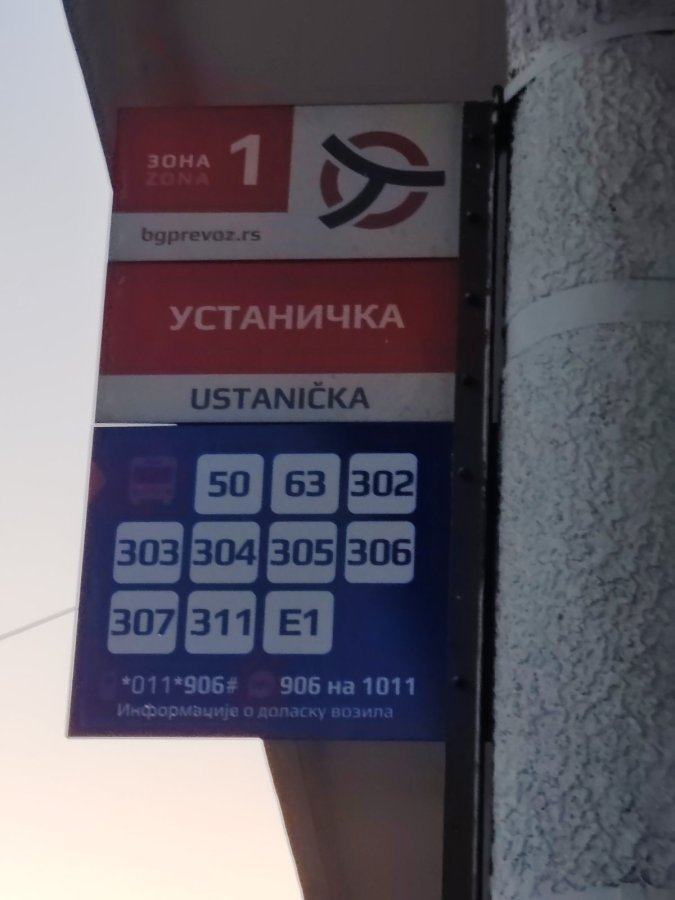 ЗОНА 1
ZONA
bgprevoz.rs
УСТАНИЧКА
USTANIČKA
50 63 302
303 304 305 306
307 311 E1
*011*906# 906 на 1011
Информације о доласку возила